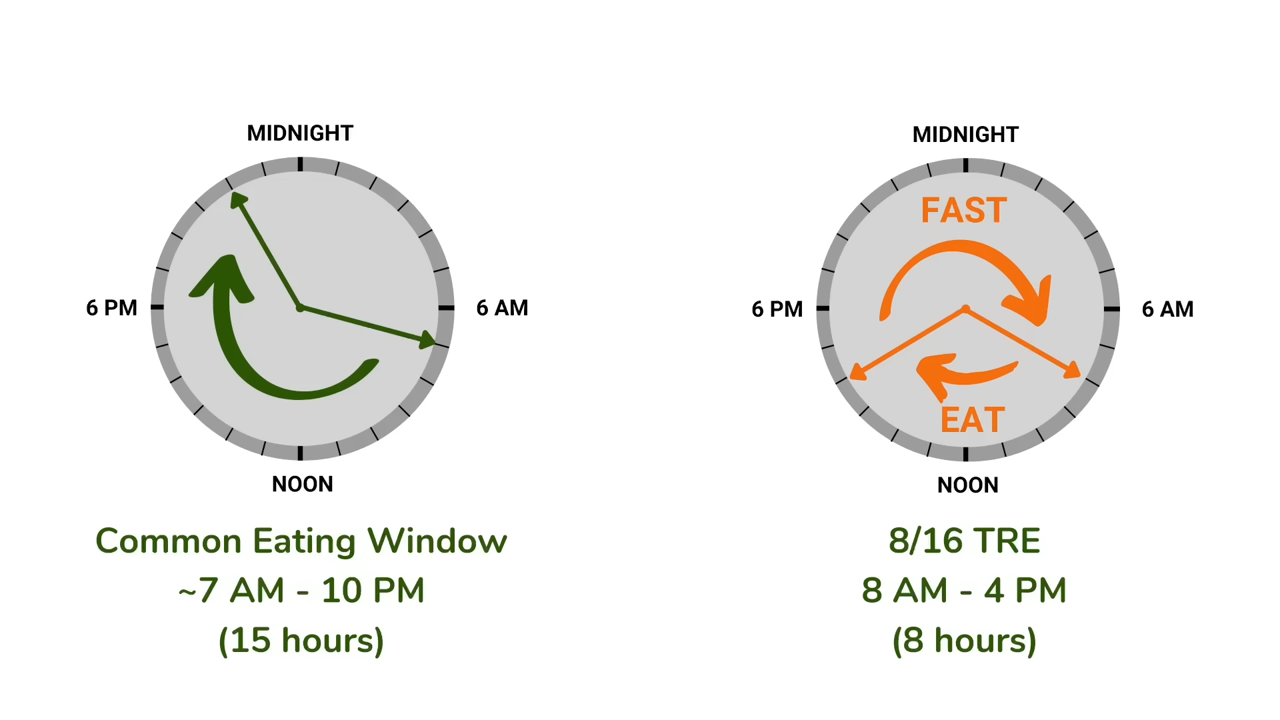 MIDNIGHT
6 PM
6 AM
NOON
Common Eating Window
~7 AM - 10 PM
(15 hours)
MIDNIGHT
FAST
6 PM
6 AM
EAT
NOON
8/16 TRE
8 AM - 4 PM
(8 hours)